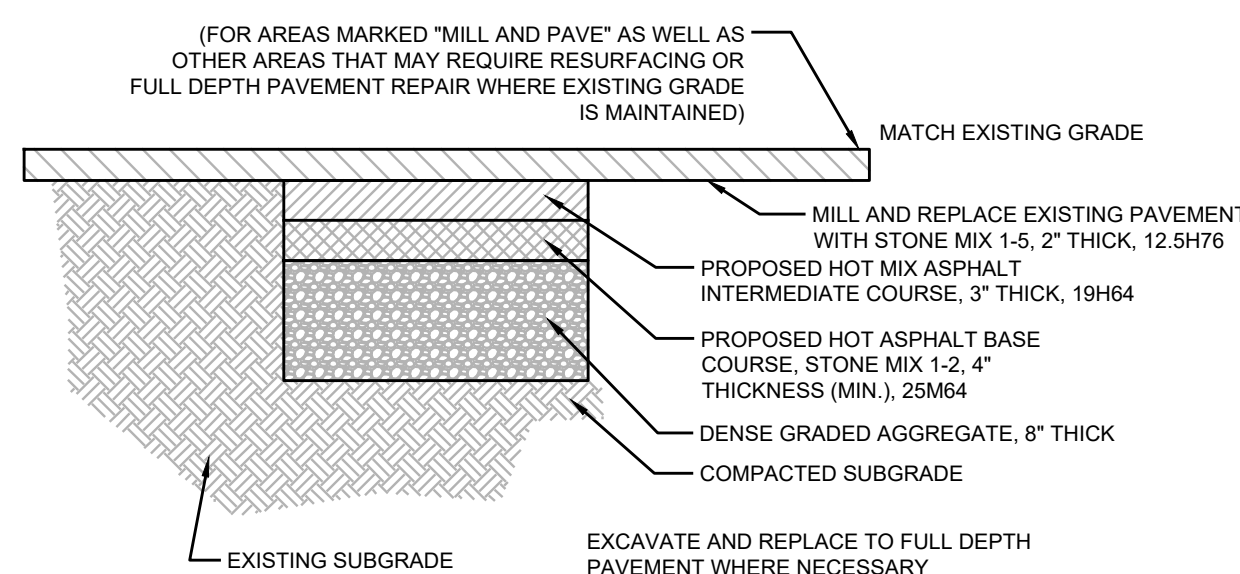 (FOR AREAS MARKED "MILL AND PAVE" AS WELL AS
OTHER AREAS THAT MAY REQUIRE RESURFACING OR
FULL DEPTH PAVEMENT REPAIR WHERE EXISTING GRADE
IS MAINTAINED)
MATCH EXISTING GRADE
MILL AND REPLACE EXISTING PAVEMENT
WITH STONE MIX 1-5, 2" THICK, 12.5H76
PROPOSED HOT MIX ASPHALT
INTERMEDIATE COURSE, 3" THICK, 19H64
PROPOSED HOT ASPHALT BASE
COURSE, STONE MIX 1-2, 4"
THICKNESS (MIN.), 25M64
DENSE GRADED AGGREGATE, 8" THICK
COMPACTED SUBGRADE
EXISTING SUBGRADE
EXCAVATE AND REPLACE TO FULL DEPTH
PAVEMENT WHERE NECESSARY